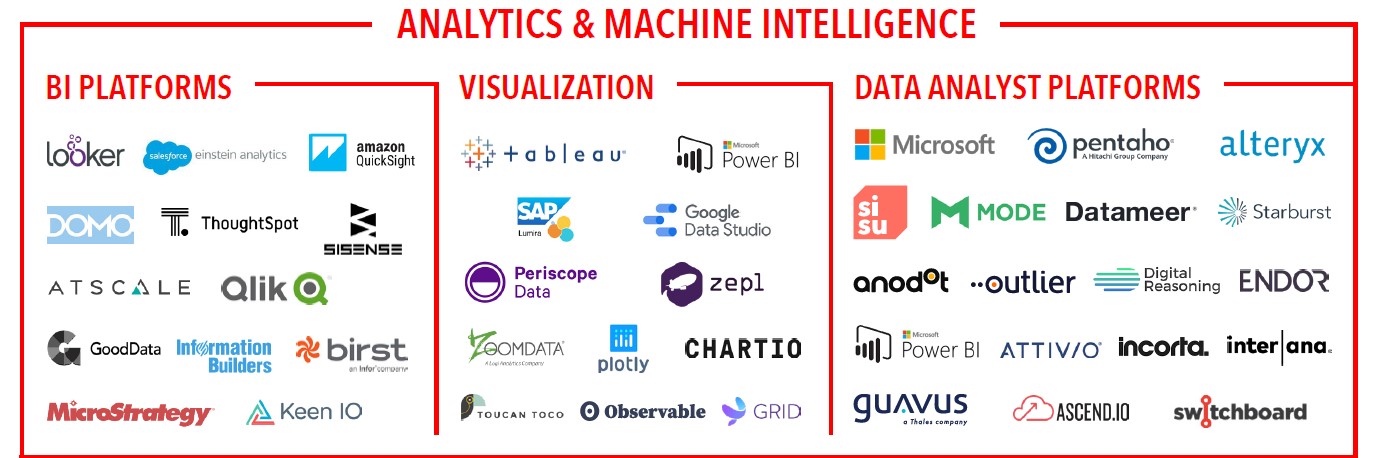 ANALYTICS & MACHINE INTELLIGENCE
BI PLATFORMS
looker
salesforce einstein analytics
amazon
QuickSight
DOMO
T. ThoughtSpot
SISENSE
ATSCALE
Qlik
GoodData
Information
Builders
birst
an Infor company
MicroStrategy
Keen IO
VISUALIZATION
tableau
Microsoft
Power BI
SAP
Lumira
Google
Data Studio
Periscope
Data
zepl
ZOOMDATA
A Logi Analytics Company
plotly
CHARTIO
TOUCAN TOCO
Observable
GRID
DATA ANALYST PLATFORMS
Microsoft
pentaho
A Hitachi Group Company
alteryx
si
su
MODE
Datameer
Starburst
anodot
outlier
Digital
Reasoning
ENDOR
Microsoft
Power BI
ATTIVIO
incorta.
inter|ana
guavus
a Thales company
ASCEND.IO
switchboard